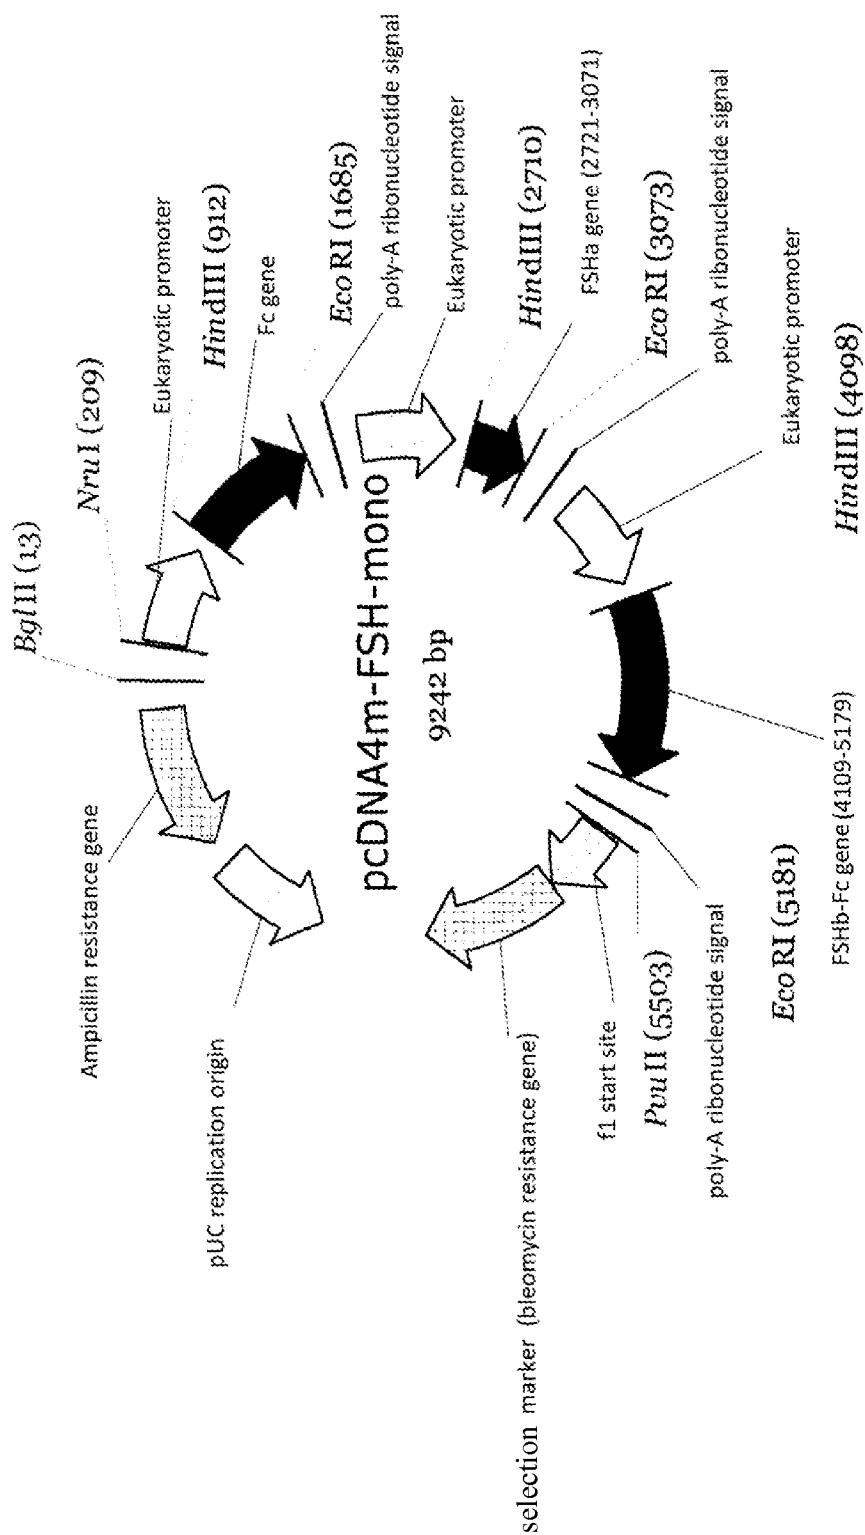 BglII (13)
NruI (209)
Eukaryotic promoter
HindIII (912)
Fc gene
EcoRI (1685)
poly-A ribonucleotide signal
Eukaryotic promoter
HindIII (2710)
FSHa gene (2721-3071)
EcoRI (3073)
poly-A ribonucleotide signal
Eukaryotic promoter
HindIII (4098)
FSHb-Fc gene (4109-5179)
EcoRI (5181)
poly-A ribonucleotide signal
PvuII (5503)
f1 start site
selection marker (bleomycin resistance gene)
pUC replication origin
Ampicillin resistance gene
pcDNA4m-FSH-mono
9242 bp